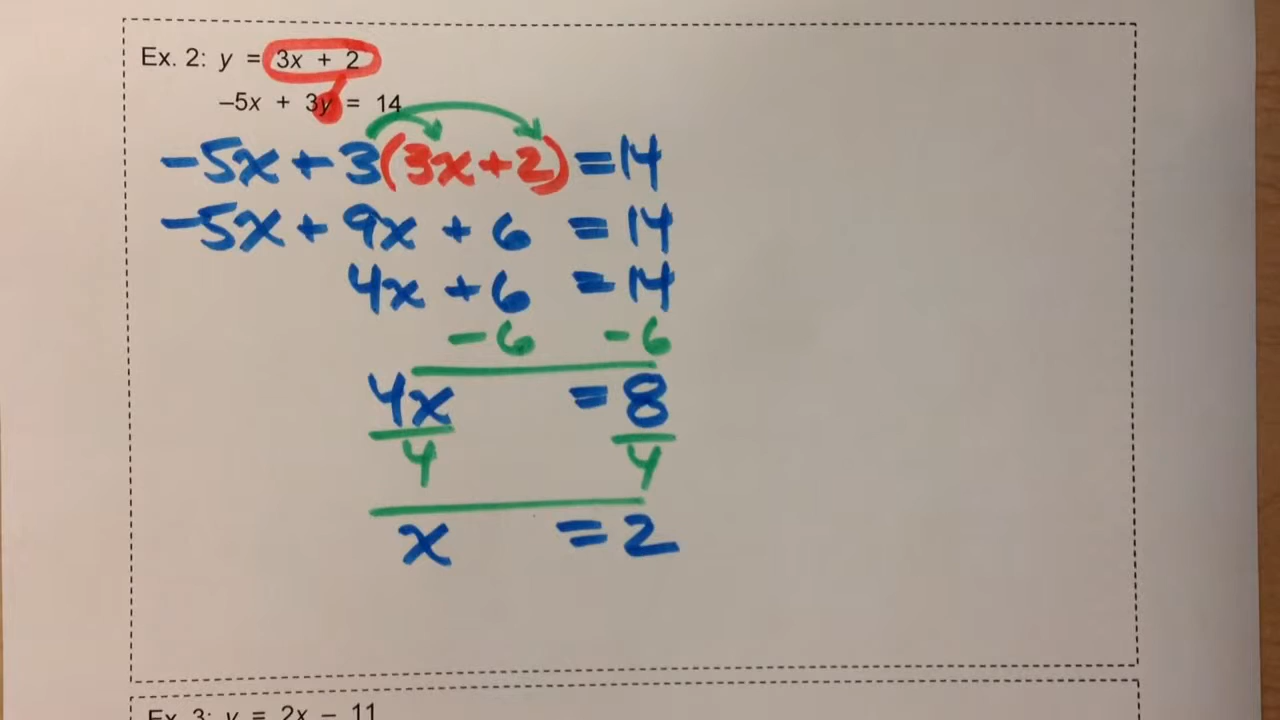 Ex. 2: y = 3x + 2
–5x + 3y = 14
-5x + 3(3x+2) = 14
-5x + 9x + 6 = 14
4x + 6 = 14
-6 -6
4x = 8
4 4
x = 2
Ex. 3: y = 2x – 11